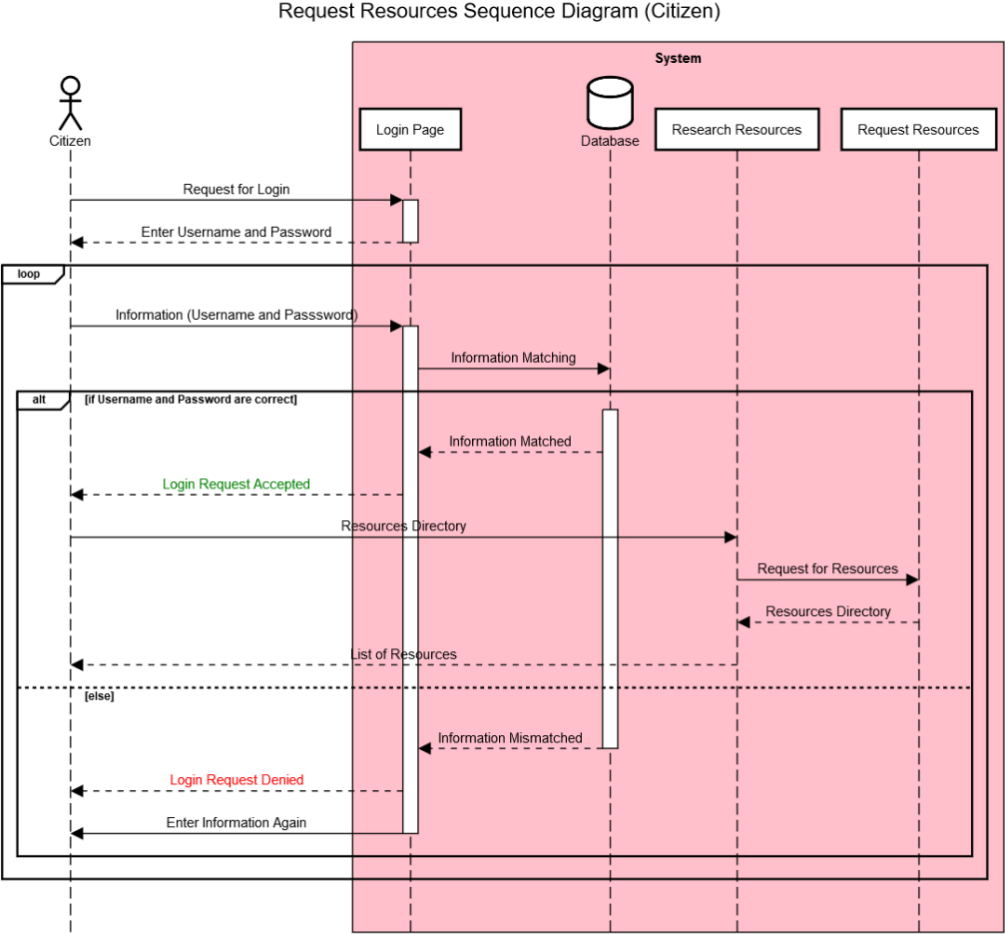 Request Resources Sequence Diagram (Citizen)
System
Citizen
Login Page
Database
Research Resources
Request Resources
Request for Login
Enter Username and Password
loop
Information (Username and Passsword)
Information Matching
alt
[if Username and Password are correct]
Information Matched
Login Request Accepted
Resources Directory
Request for Resources
Resources Directory
List of Resources
[else]
Information Mismatched
Login Request Denied
Enter Information Again